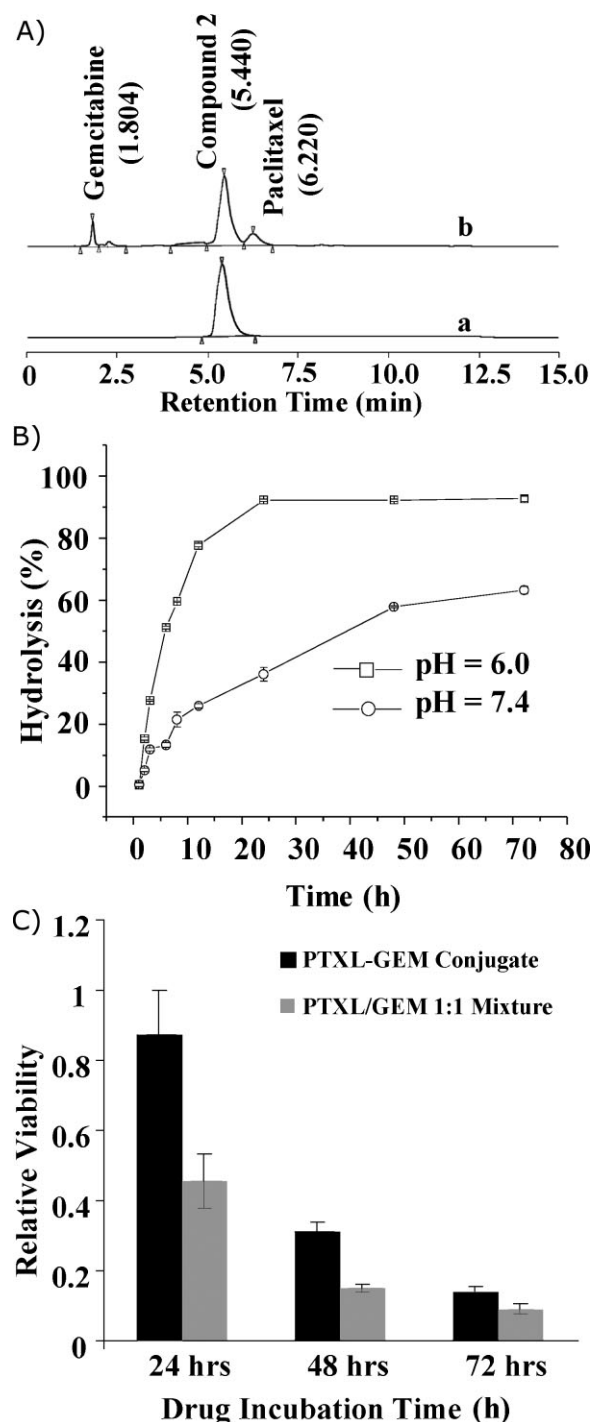 A)
Gemcitabine
(1.804)
Compound 2
(5.440)
Paclitaxel
(6.220)
b
a
0 2.5 5.0 7.5 10.0 12.5 15.0
Retention Time (min)
B)
100
80
60
40
20
0
Hydrolysis (%)
pH = 6.0
pH = 7.4
0 10 20 30 40 50 60 70 80
Time (h)
C)
1.2
1
0.8
0.6
0.4
0.2
0
Relative Viability
PTXL-GEM Conjugate
PTXL/GEM 1:1 Mixture
24 hrs 48 hrs 72 hrs
Drug Incubation Time (h)